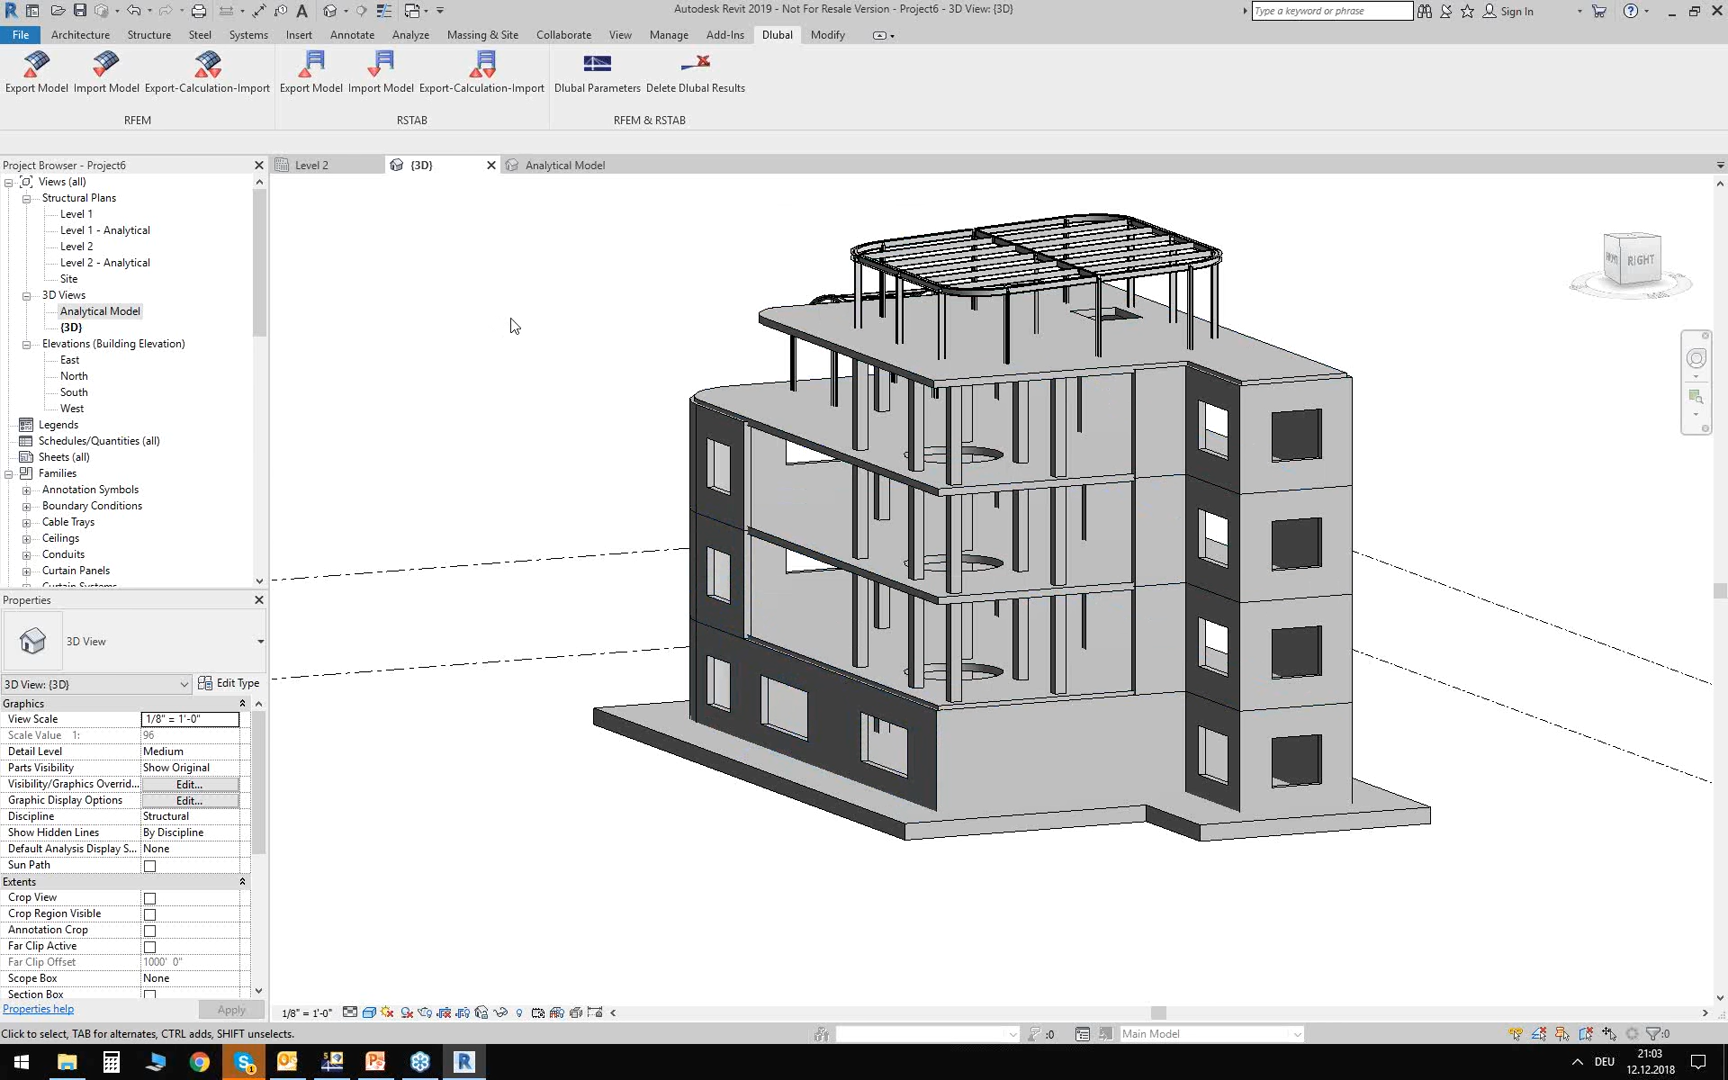 Autodesk Revit 2019 - Not For Resale Version - Project6 - 3D View: {3D}
Type a keyword or phrase
Sign In
File Architecture Structure Steel Systems Insert Annotate Analyze Massing & Site Collaborate View Manage Add-Ins Dlubal Modify
Export Model Import Model Export-Calculation-Import Export Model Import Model Export-Calculation-Import Dlubal Parameters Delete Dlubal Results
RFEM RSTAB RFEM & RSTAB
Project Browser - Project6
Level 2 {3D} Analytical Model
Views (all)
Structural Plans
Level 1
Level 1 - Analytical
Level 2
Level 2 - Analytical
Site
3D Views
Analytical Model
{3D}
Elevations (Building Elevation)
East
North
South
West
Legends
Schedules/Quantities (all)
Sheets (all)
Families
Annotation Symbols
Boundary Conditions
Cable Trays
Ceilings
Conduits
Curtain Panels
RIGHT
Properties
3D View
3D View: {3D} Edit Type
Graphics
View Scale 1/8" = 1'-0"
Scale Value 1: 96
Detail Level Medium
Parts Visibility Show Original
Visibility/Graphics Overrid... Edit...
Graphic Display Options Edit...
Discipline Structural
Show Hidden Lines By Discipline
Default Analysis Display S... None
Sun Path
Extents
Crop View
Crop Region Visible
Annotation Crop
Far Clip Active
Far Clip Offset 1000' 0"
Scope Box None
Section Box
Properties help Apply
1/8" = 1'-0"
Click to select, TAB for alternates, CTRL adds, SHIFT unselects.
:0
Main Model
:0
DEU
21:03
12.12.2018